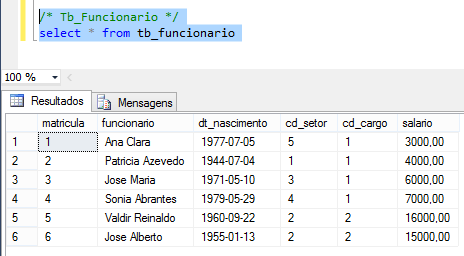 /* Tb_Funcionario */
select * from tb_funcionario
100 %
Resultados Mensagens
matricula funcionario dt_nascimento cd_setor cd_cargo salario
1 1 Ana Clara 1977-07-05 5 1 3000,00
2 2 Patricia Azevedo 1944-07-04 1 1 4000,00
3 3 Jose Maria 1971-05-10 3 1 6000,00
4 4 Sonia Abrantes 1979-05-29 4 1 7000,00
5 5 Valdir Reinaldo 1960-09-22 2 2 16000,00
6 6 Jose Alberto 1955-01-13 2 2 15000,00